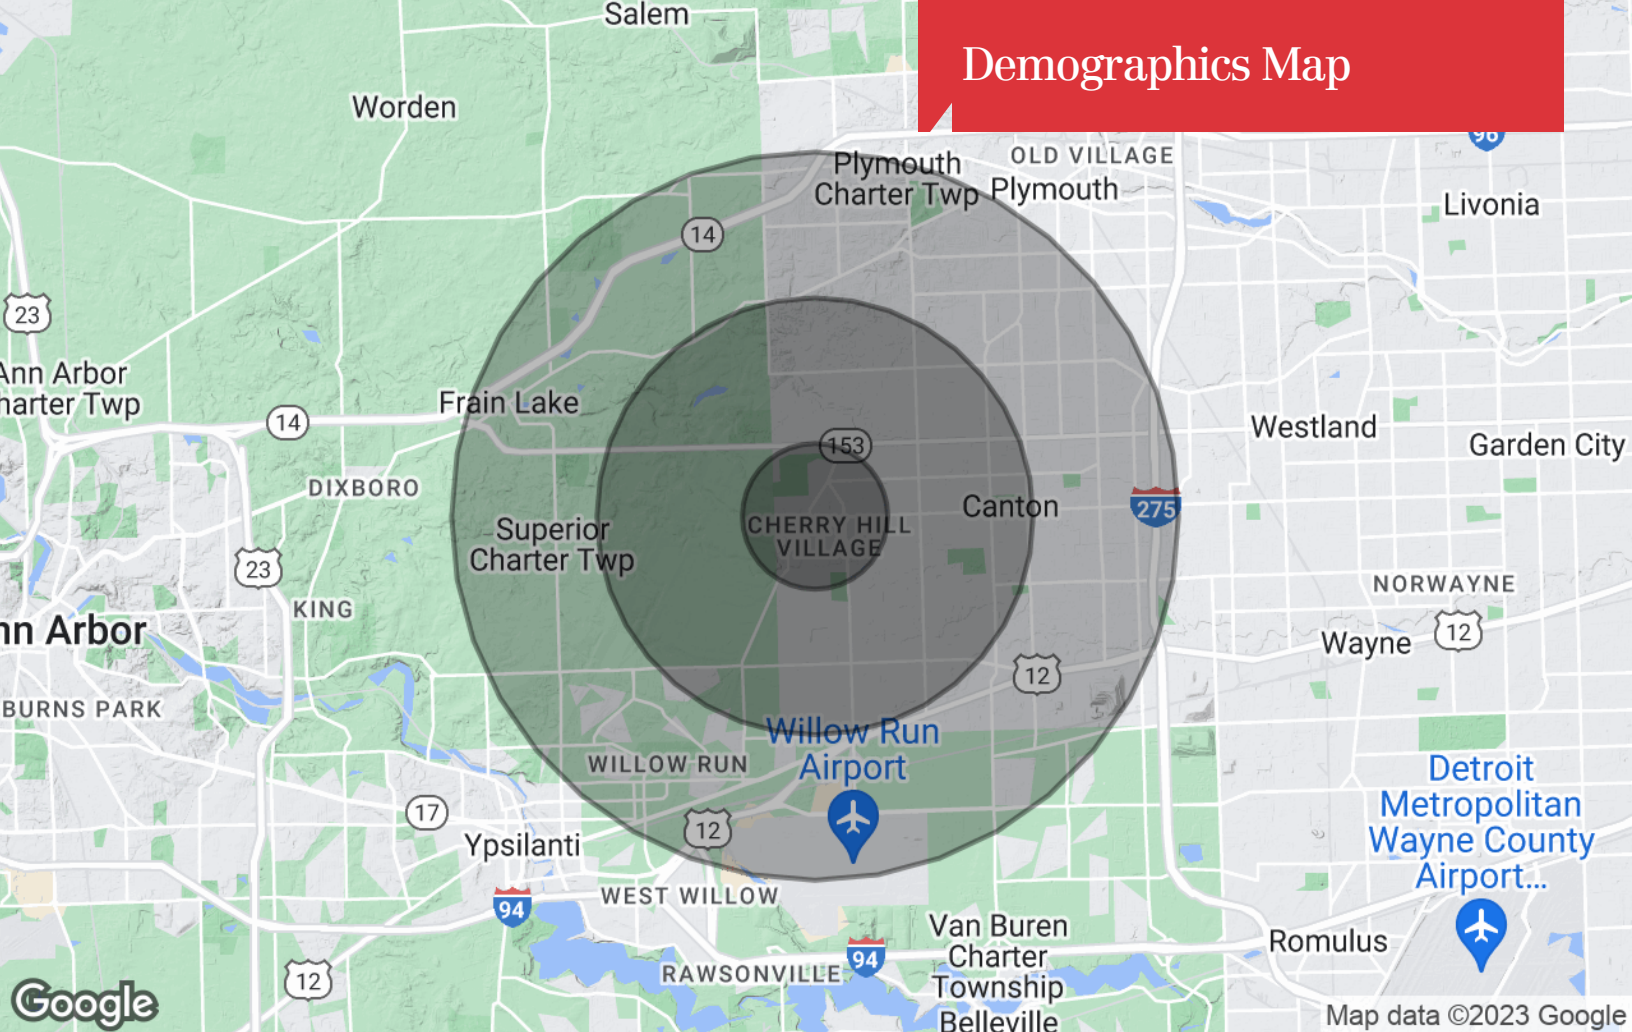 Salem
Demographics Map
Worden
96
Plymouth
Charter Twp
OLD VILLAGE
Plymouth
Livonia
14
23
Ann Arbor
harter Twp
Frain Lake
14
153
Westland
Garden City
DIXBORO
Canton
275
Superior
Charter Twp
CHERRY HILL
VILLAGE
23
NORWAYNE
KING
nn Arbor
12
Wayne
12
BURNS PARK
Willow Run
Airport
WILLOW RUN
Detroit
Metropolitan
Wayne County
Airport...
17
12
Ypsilanti
WEST WILLOW
94
Van Buren
Charter
Township
Belleville
94
Romulus
RAWSONVILLE
12
Google
Map data ©2023 Google